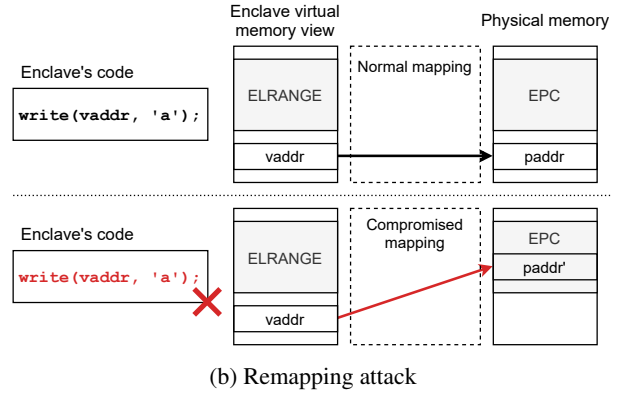 Enclave virtual
memory view
Physical memory
Enclave's code
write(vaddr, 'a');
ELRANGE
Normal mapping
EPC
vaddr
paddr
Enclave's code
write(vaddr, 'a');
ELRANGE
Compromised
mapping
EPC
paddr'
vaddr
(b) Remapping attack